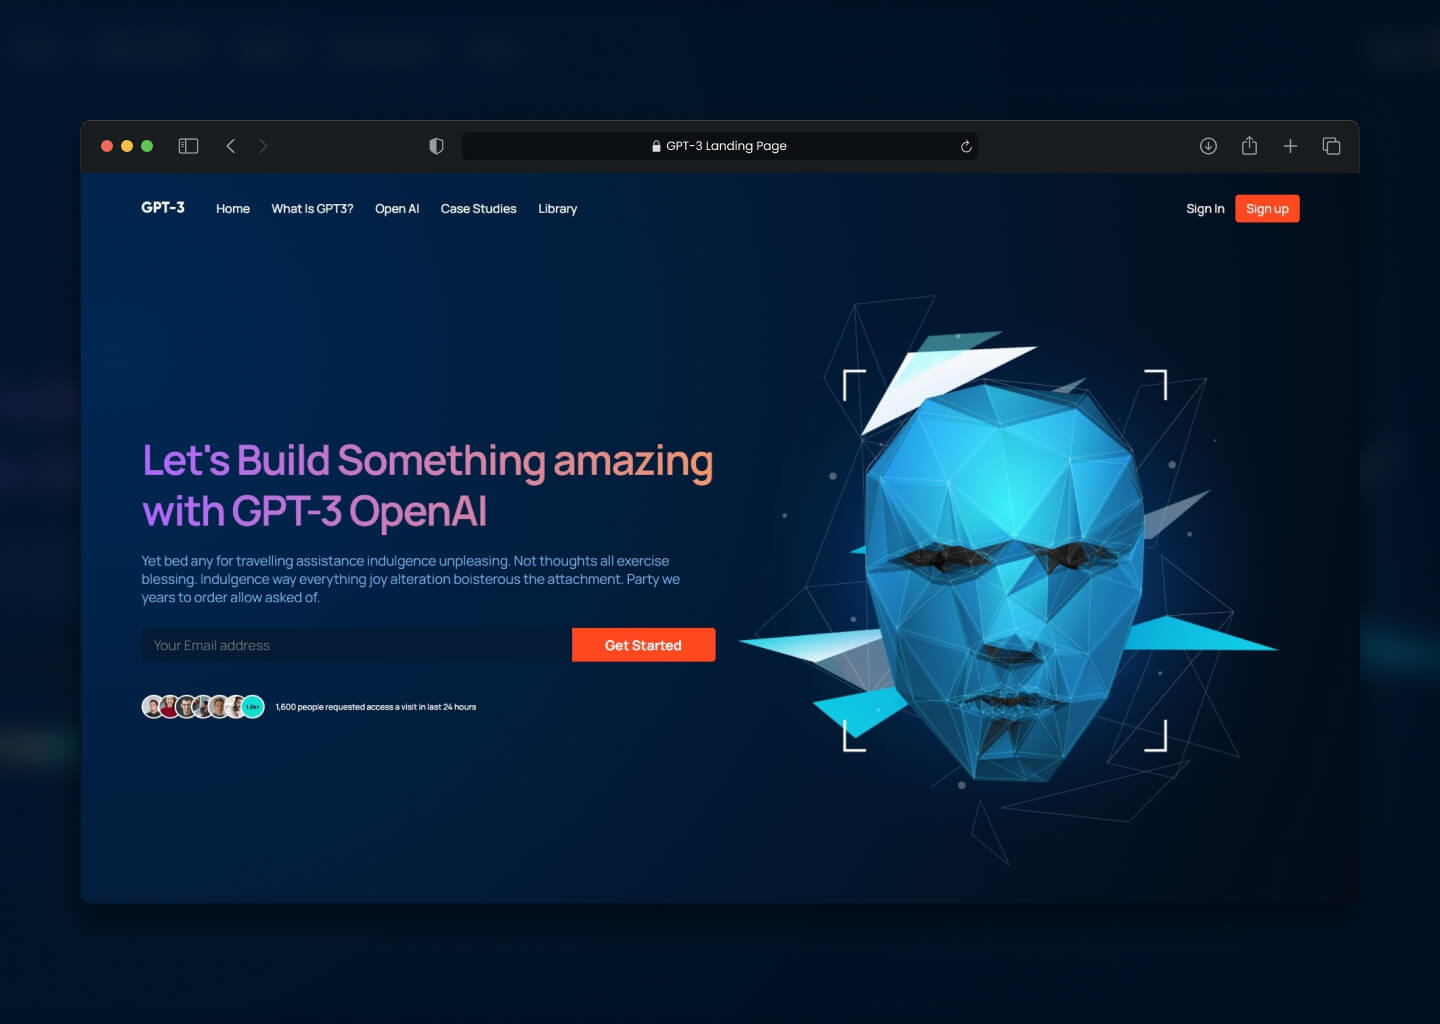 GPT-3 Landing Page
GPT-3 Home What Is GPT3? Open AI Case Studies Library Sign In Sign up
Let's Build Something amazing
with GPT-3 OpenAI
Yet bed any for travelling assistance indulgence unpleasing. Not thoughts all exercise
blessing. Indulgence way everything joy alteration boisterous the attachment. Party we
years to order allow asked of.
Your Email address Get Started
1,600 people requested access a visit in last 24 hours